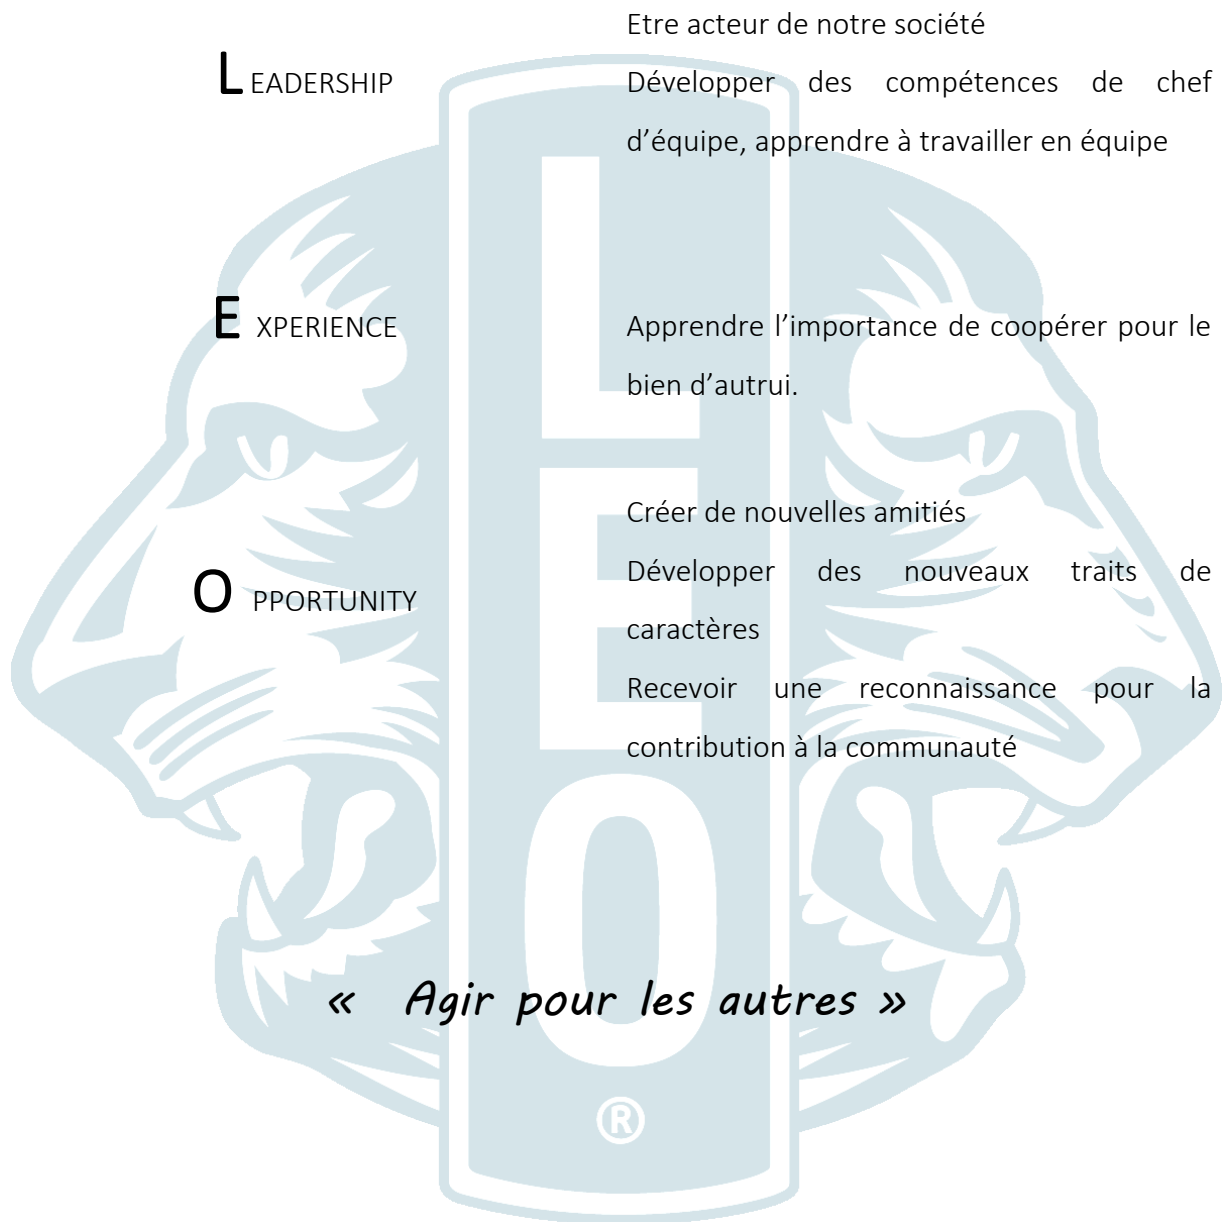 Etre acteur de notre société
LEADERSHIP
Développer des compétences de chef
d’équipe, apprendre à travailler en équipe
EXPERIENCE
Apprendre l’importance de coopérer pour le
bien d’autrui.
Créer de nouvelles amitiés
Développer des nouveaux traits de
OPPORTUNITY
caractères
Recevoir une reconnaissance pour la
contribution à la communauté
« Agir pour les autres »
LEO
®